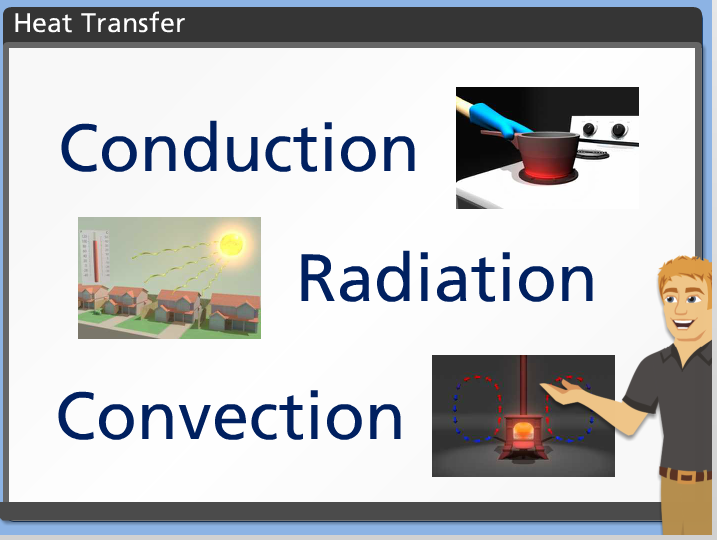 Heat Transfer
Conduction
Radiation
Convection